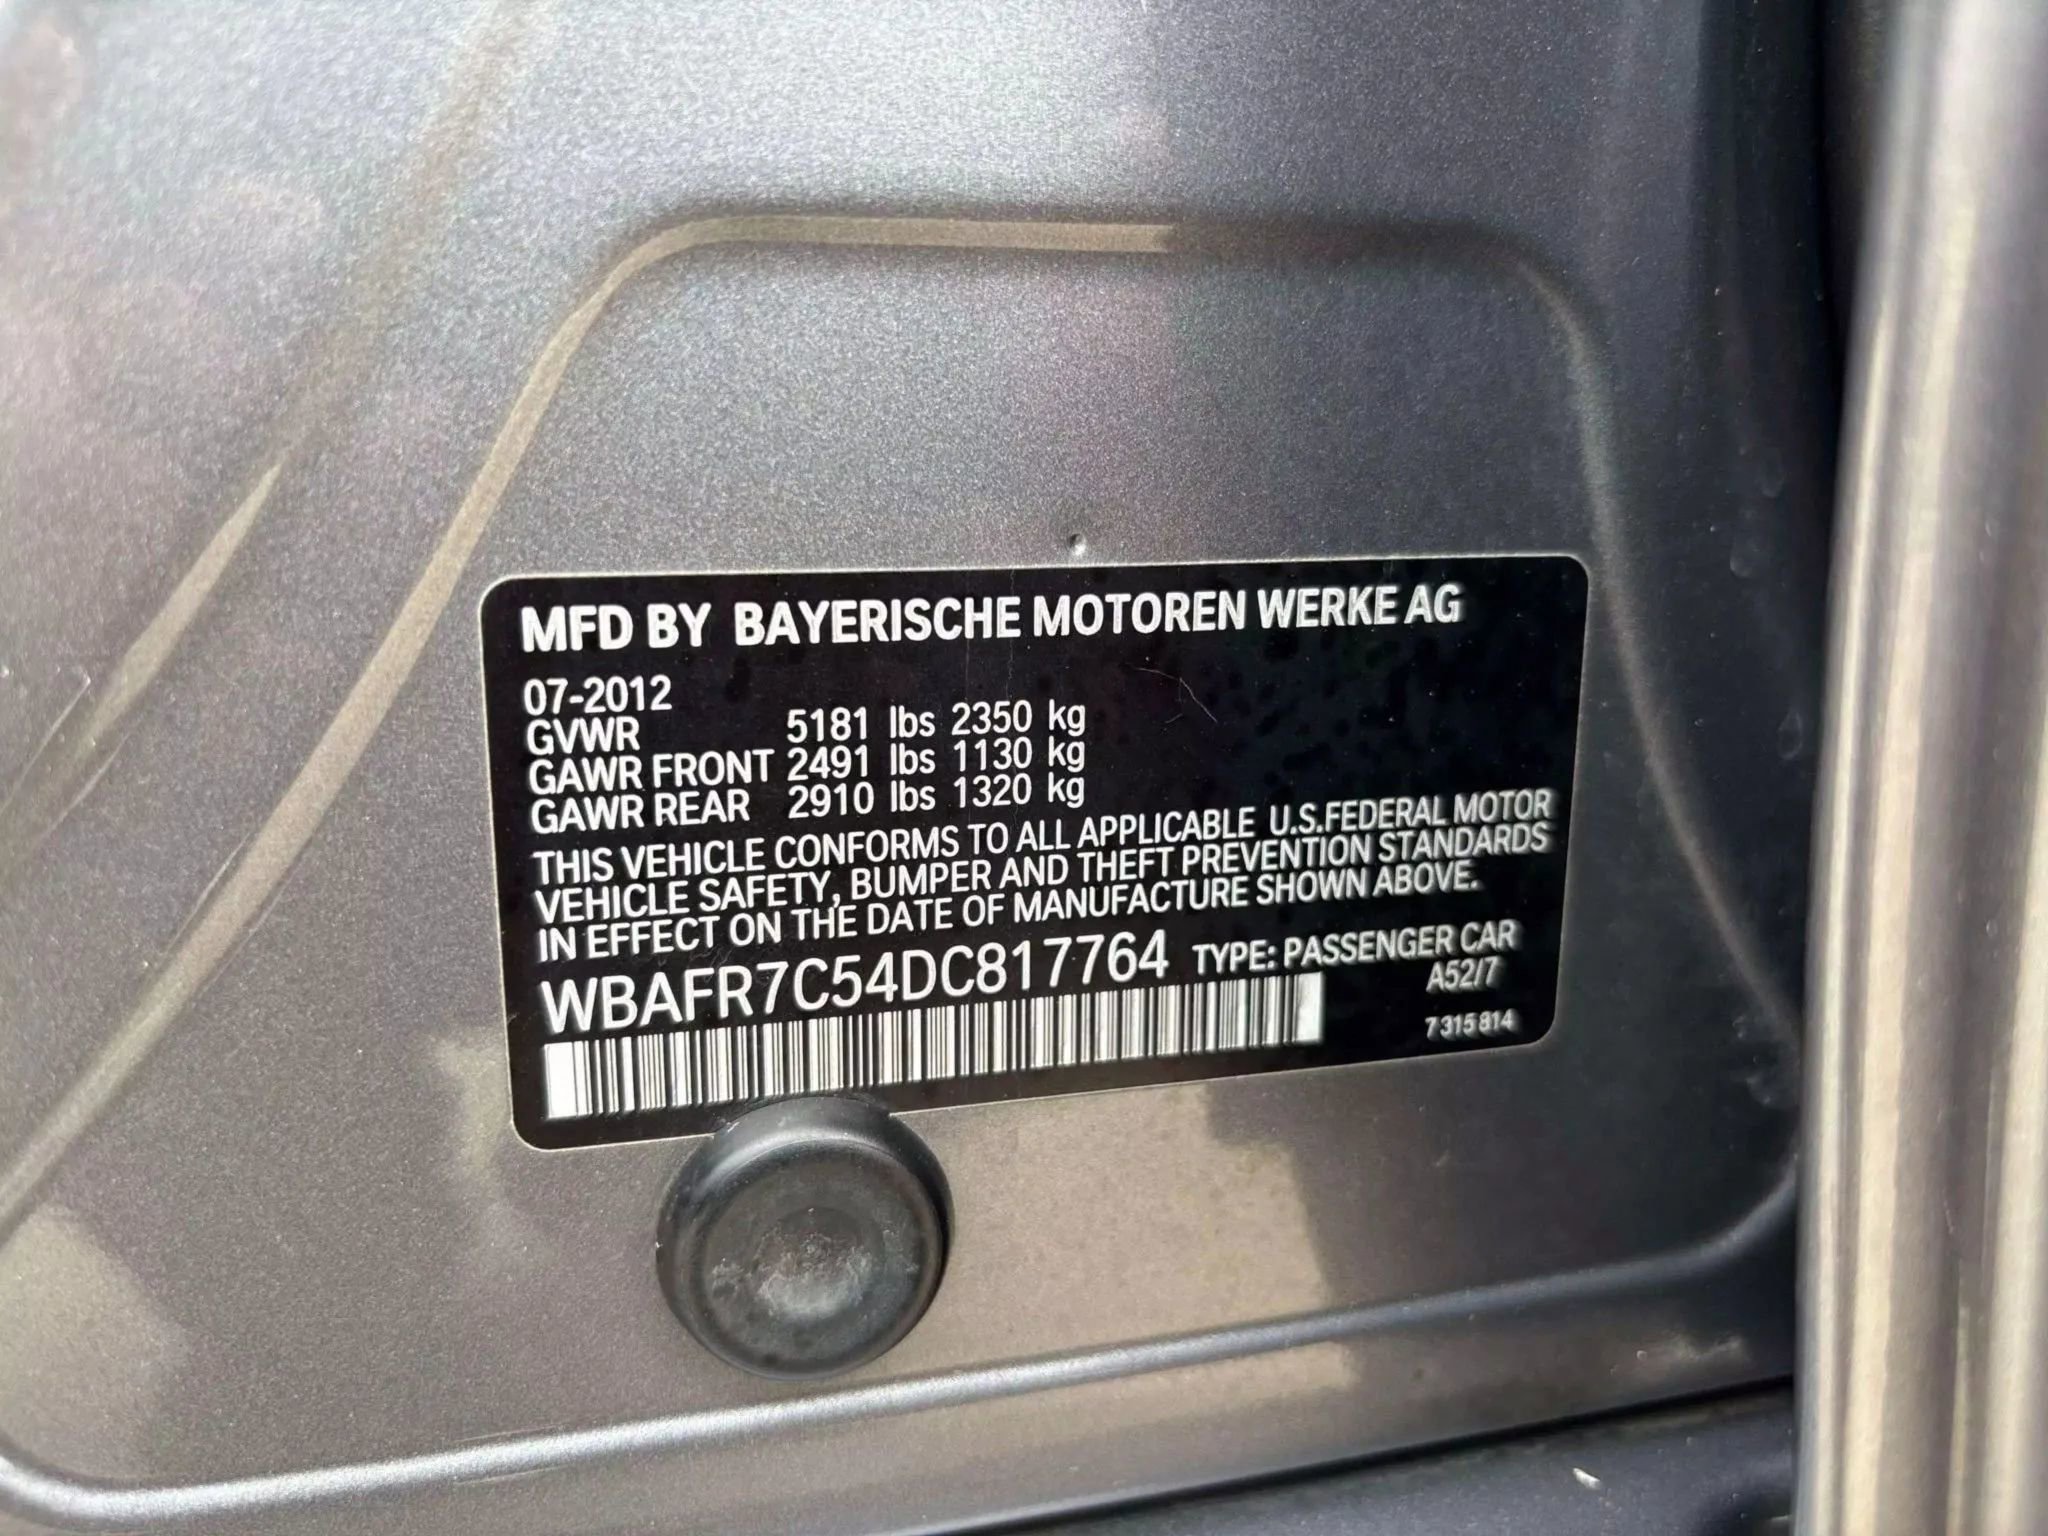 MFD BY BAYERISCHE MOTOREN WERKE AG
07-2012
GVWR 5181 lbs 2350 kg
GAWR FRONT 2491 lbs 1130 kg
GAWR REAR 2910 lbs 1320 kg
THIS VEHICLE CONFORMS TO ALL APPLICABLE U.S.FEDERAL MOTOR
VEHICLE SAFETY, BUMPER AND THEFT PREVENTION STANDARDS
IN EFFECT ON THE DATE OF MANUFACTURE SHOWN ABOVE.
WBAFR7C54DC817764 TYPE: PASSENGER CAR
A52/7
7 315 814